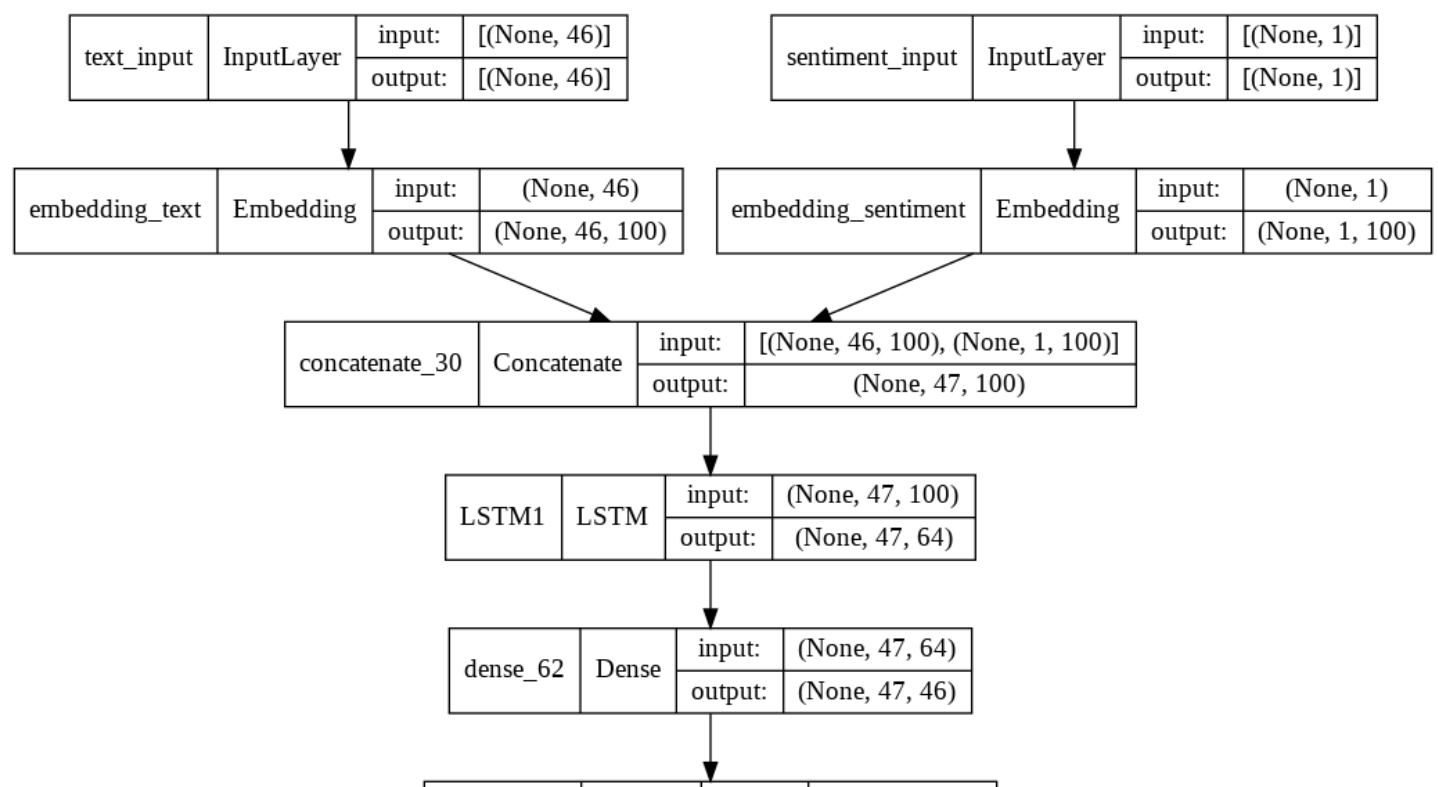 text_input InputLayer input: [(None, 46)]
output: [(None, 46)]
sentiment_input InputLayer input: [(None, 1)]
output: [(None, 1)]
embedding_text Embedding input: (None, 46)
output: (None, 46, 100)
embedding_sentiment Embedding input: (None, 1)
output: (None, 1, 100)
concatenate_30 Concatenate input: [(None, 46, 100), (None, 1, 100)]
output: (None, 47, 100)
LSTM1 LSTM input: (None, 47, 100)
output: (None, 47, 64)
dense_62 Dense input: (None, 47, 64)
output: (None, 47, 46)